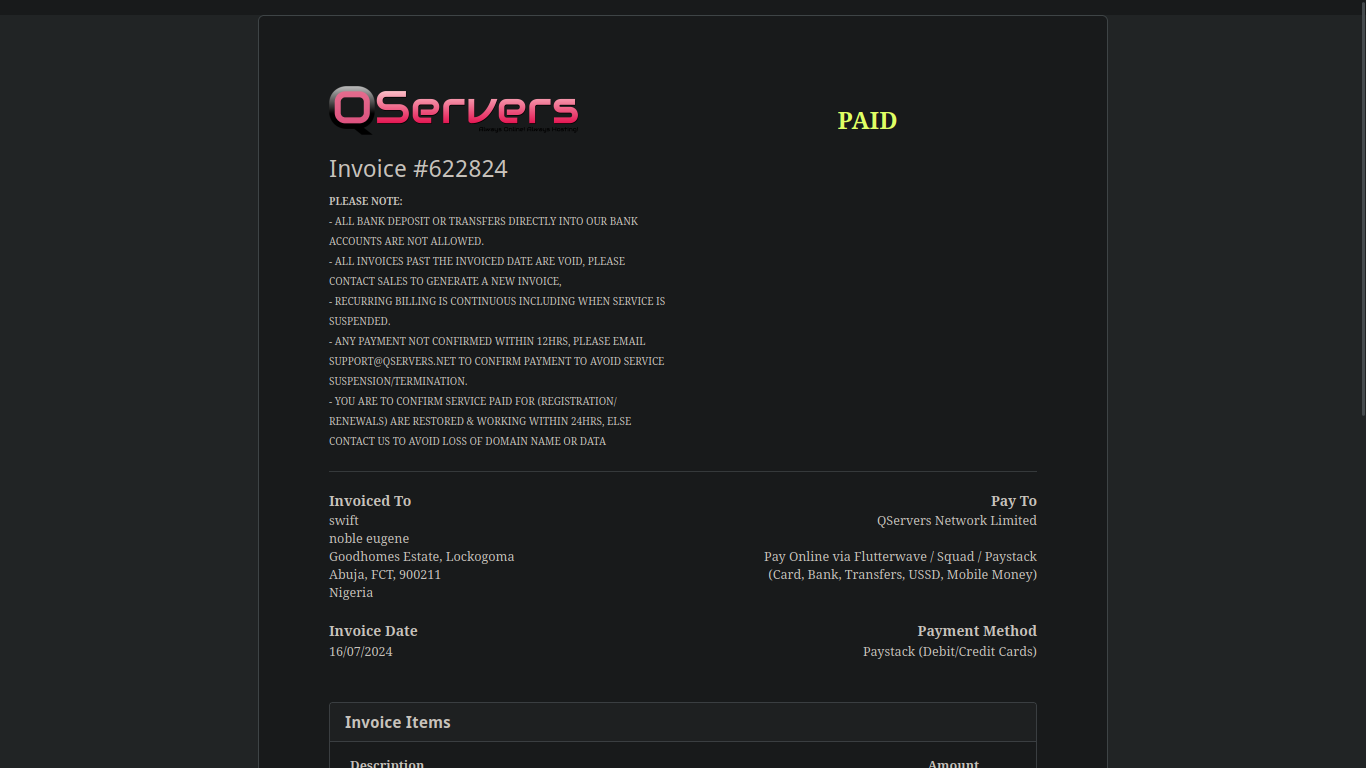 QServers
Always Online Always Hosting!
PAID
Invoice #622824
PLEASE NOTE:
- ALL BANK DEPOSIT OR TRANSFERS DIRECTLY INTO OUR BANK
ACCOUNTS ARE NOT ALLOWED.
- ALL INVOICES PAST THE INVOICED DATE ARE VOID, PLEASE
CONTACT SALES TO GENERATE A NEW INVOICE,
- RECURRING BILLING IS CONTINUOUS INCLUDING WHEN SERVICE IS
SUSPENDED.
- ANY PAYMENT NOT CONFIRMED WITHIN 12HRS, PLEASE EMAIL
SUPPORT@QSERVERS.NET TO CONFIRM PAYMENT TO AVOID SERVICE
SUSPENSION/TERMINATION.
- YOU ARE TO CONFIRM SERVICE PAID FOR (REGISTRATION/
RENEWALS) ARE RESTORED & WORKING WITHIN 24HRS, ELSE
CONTACT US TO AVOID LOSS OF DOMAIN NAME OR DATA
Invoiced To
swift
noble eugene
Goodhomes Estate, Lockogoma
Abuja, FCT, 900211
Nigeria
Pay To
QServers Network Limited
Pay Online via Flutterwave / Squad / Paystack
(Card, Bank, Transfers, USSD, Mobile Money)
Invoice Date
16/07/2024
Payment Method
Paystack (Debit/Credit Cards)
Invoice Items
Description
Amount